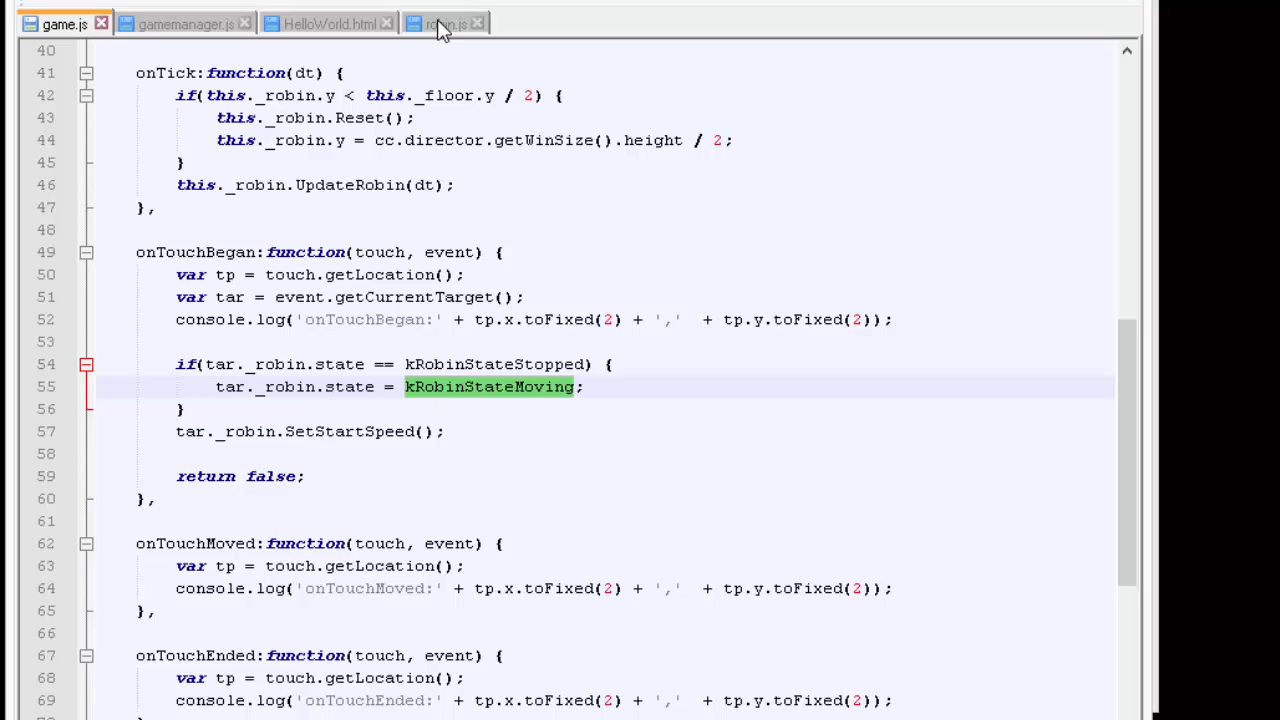 game.js gamemanager.js HelloWorld.html robin.js
40
41 onTick:function(dt) {
42 if(this._robin.y < this._floor.y / 2) {
43 this._robin.Reset();
44 this._robin.y = cc.director.getWinSize().height / 2;
45 }
46 this._robin.UpdateRobin(dt);
47 },
48
49 onTouchBegan:function(touch, event) {
50 var tp = touch.getLocation();
51 var tar = event.getCurrentTarget();
52 console.log('onTouchBegan:' + tp.x.toFixed(2) + ',' + tp.y.toFixed(2));
53
54 if(tar._robin.state == kRobinStateStopped) {
55 tar._robin.state = kRobinStateMoving;
56 }
57 tar._robin.SetStartSpeed();
58
59 return false;
60 },
61
62 onTouchMoved:function(touch, event) {
63 var tp = touch.getLocation();
64 console.log('onTouchMoved:' + tp.x.toFixed(2) + ',' + tp.y.toFixed(2));
65 },
66
67 onTouchEnded:function(touch, event) {
68 var tp = touch.getLocation();
69 console.log('onTouchEnded:' + tp.x.toFixed(2) + ',' + tp.y.toFixed(2));